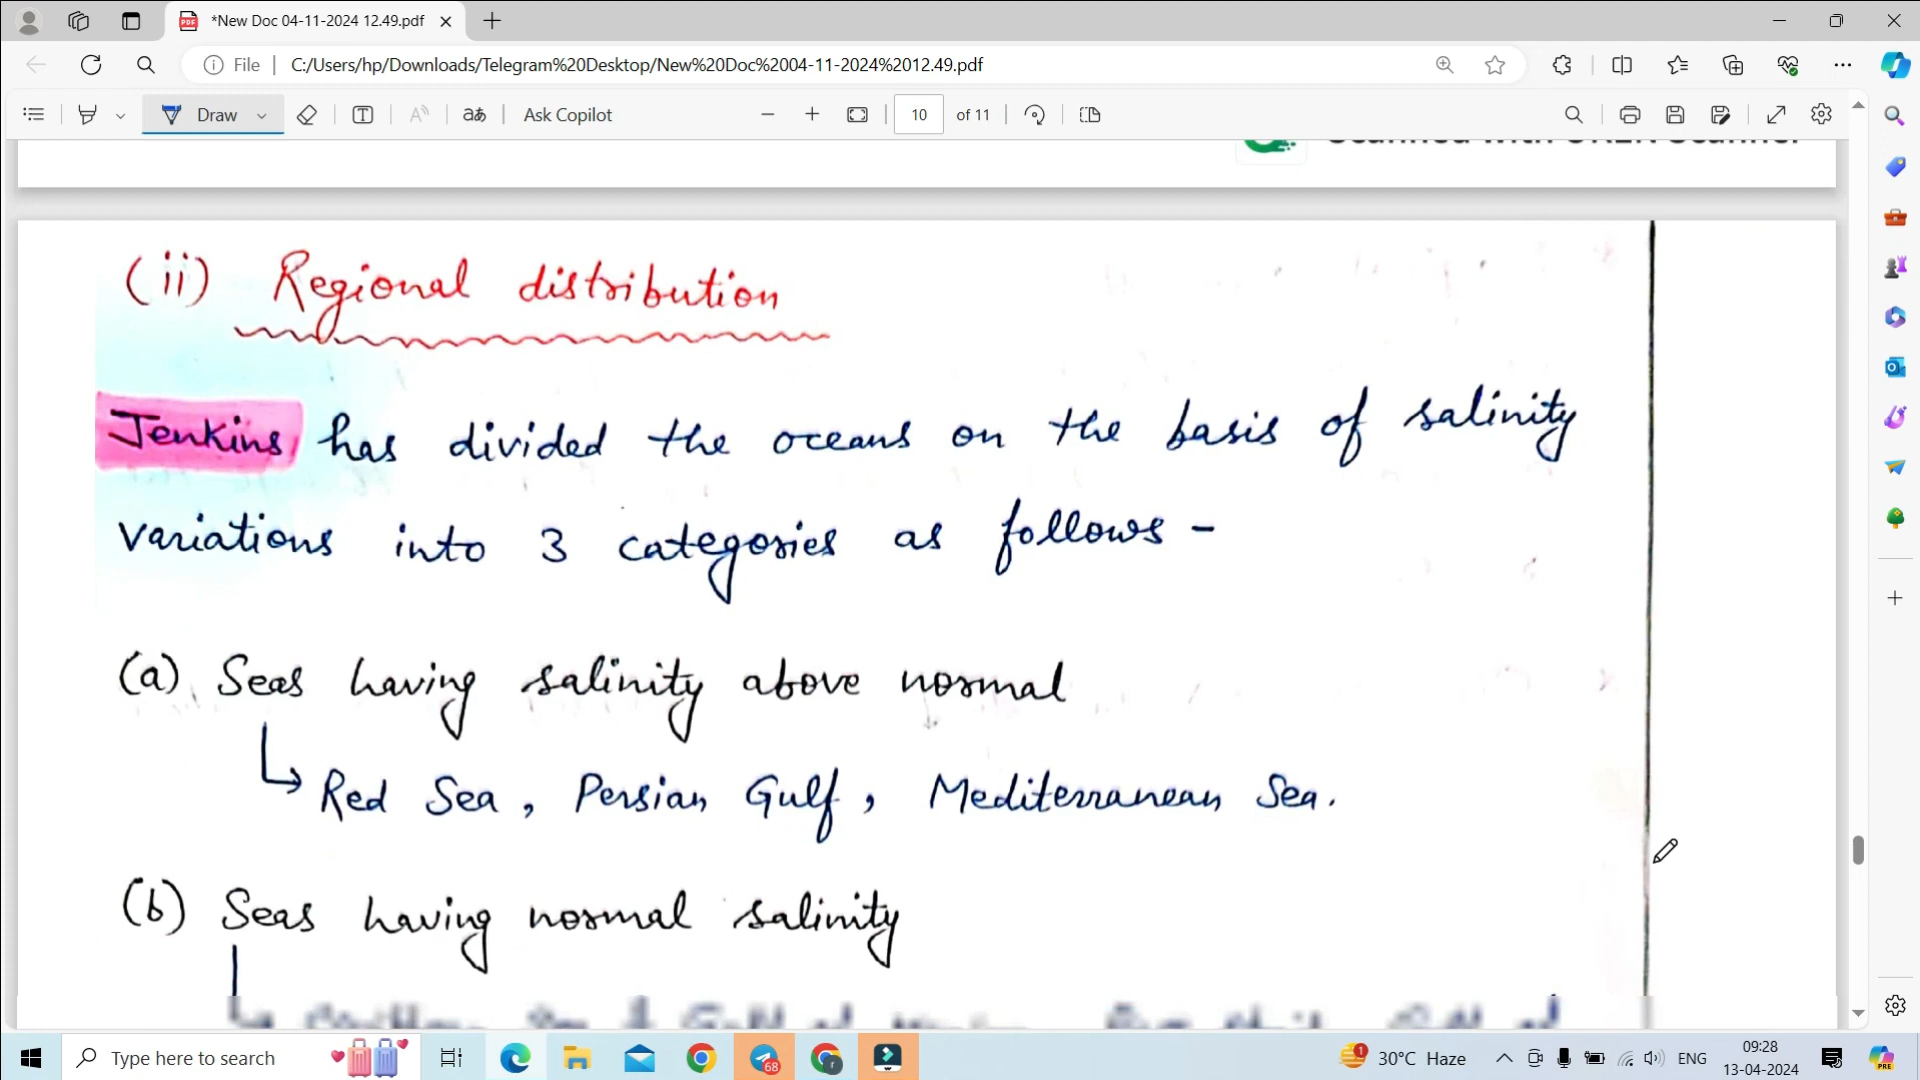 *New Doc 04-11-2024 12.49.pdf
File
C:/Users/hp/Downloads/Telegram%20Desktop/New%20Doc%2004-11-2024%2012.49.pdf
Draw
Ask Copilot
10 of 11
(ii) Regional distribution
Jenkins has divided the oceans on the basis of salinity
variations into 3 categories as follows -
(a) Seas having salinity above normal
↳ Red Sea, Persian Gulf, Mediterranean Sea.
(b) Seas having normal salinity
Type here to search
68
1
30°C Haze
ENG
09:28
13-04-2024
PRE